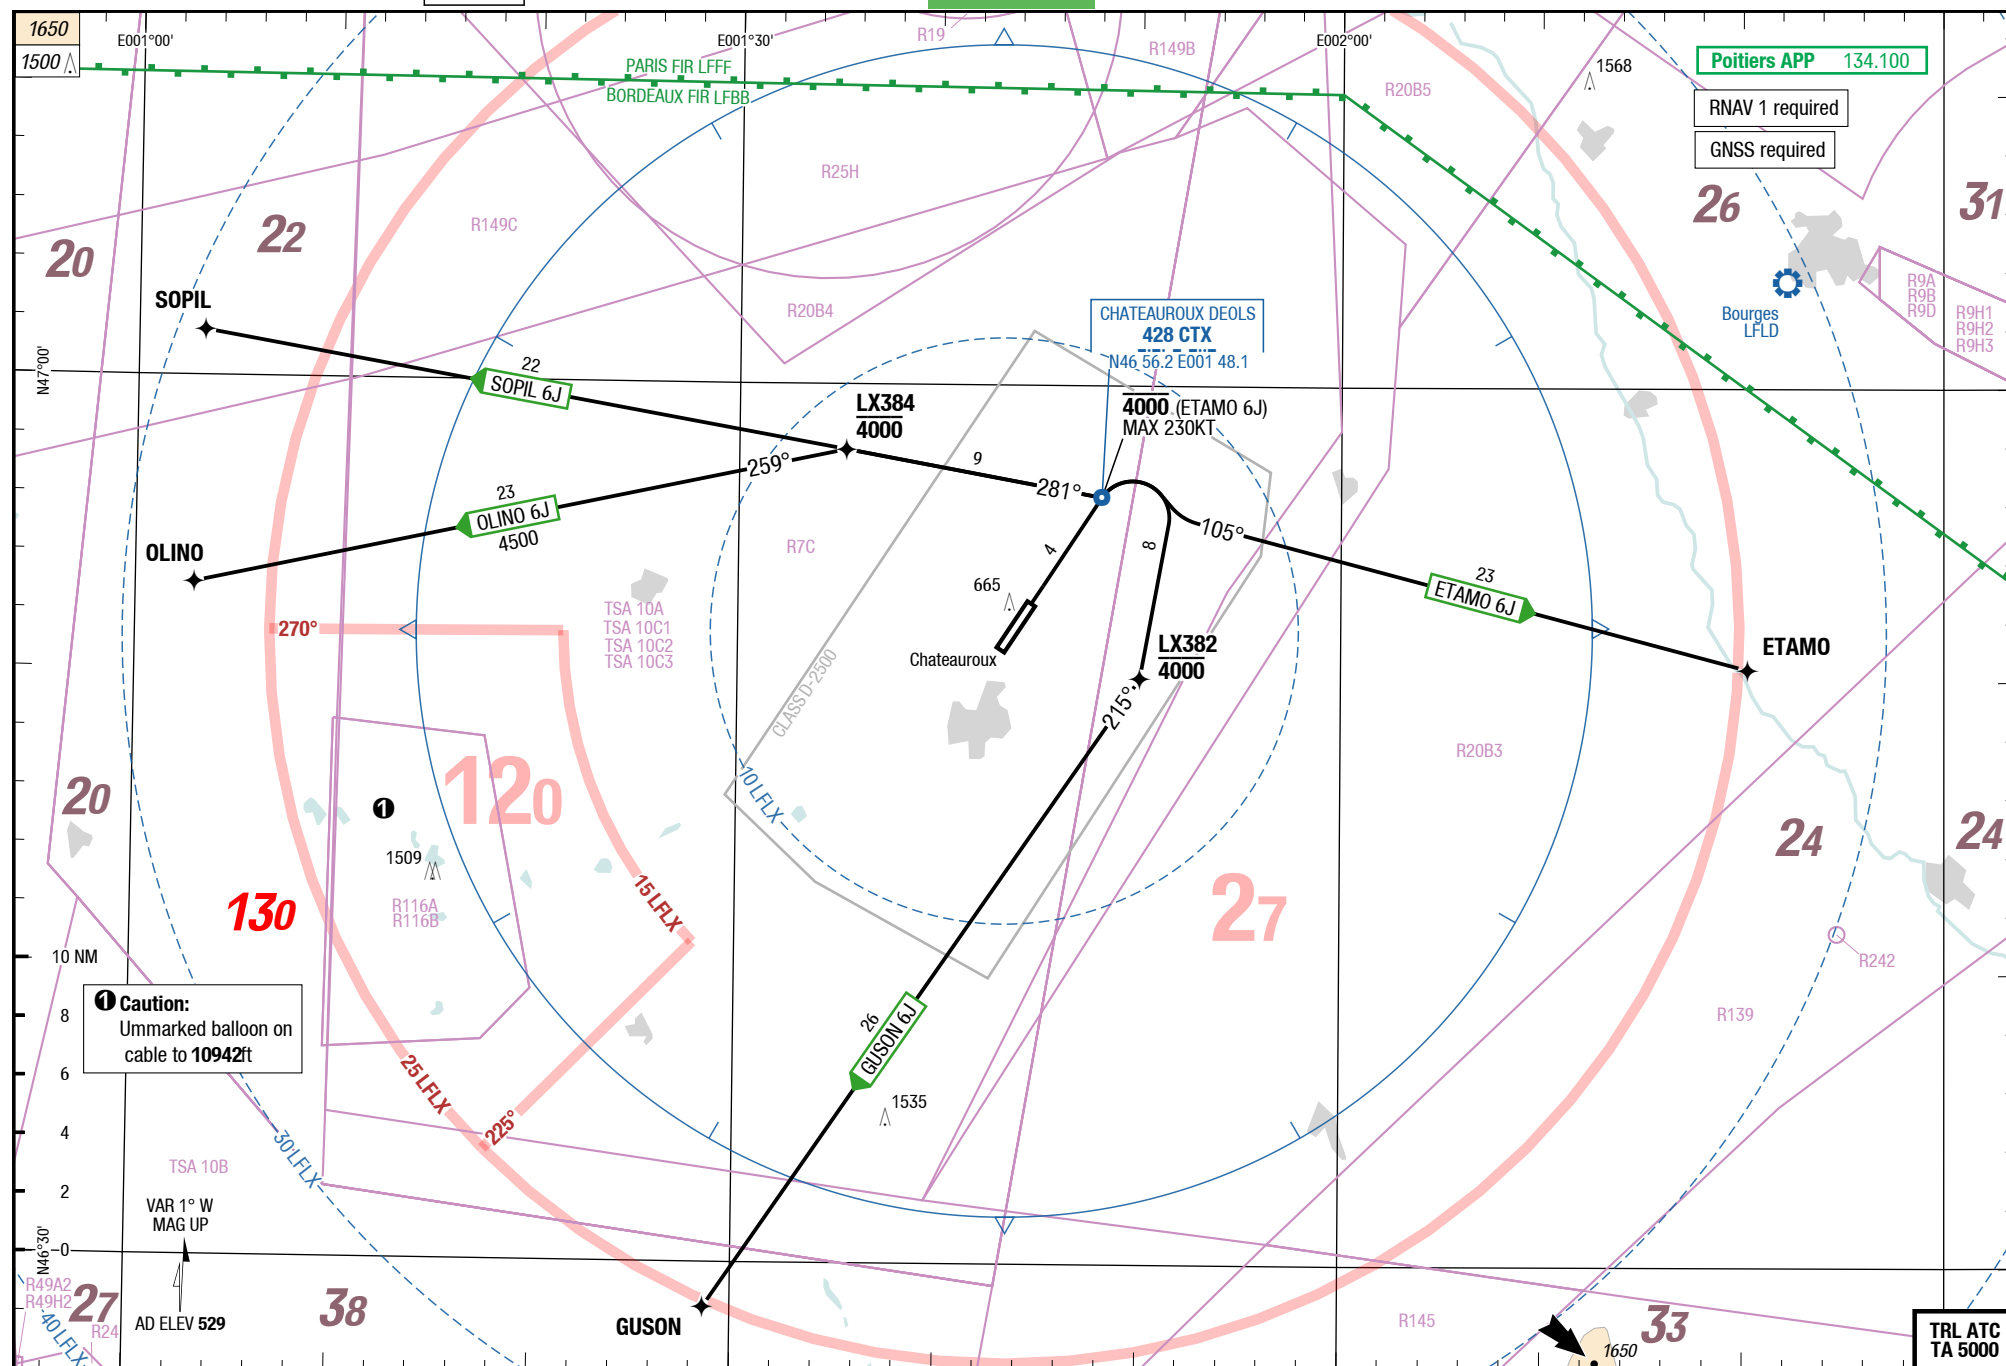 1650
1500
E001°00'
E001°30'
E002°00'
R19
R149B
PARIS FIR LFFF
BORDEAUX FIR LFBB
R20B5
1568
Poitiers APP 134.100
RNAV 1 required
GNSS required
R25H
R149C
22
20
26
31
SOPIL
R20B4
CHATEAUROUX DEOLS
428 CTX
N46 56.2 E001 48.1
Bourges
LFLD
R9A
R9B
R9D
R9H1
R9H2
R9H3
N47°00'
22
SOPIL 6J
LX384
4000
4000 (ETAMO 6J)
MAX 230KT
259°
9
281°
23
OLINO 6J
4500
OLINO
R7C
4
8
105°
23
ETAMO 6J
ETAMO
665
Chateauroux
LX382
4000
215°
TSA 10A
TSA 10C1
TSA 10C2
TSA 10C3
270°
CLASS D-2500
R20B3
120
20
1
1509
10 LFLX
24
24
15 LFLX
R116A
R116B
130
27
R242
10 NM
8
6
4
2
0
1 Caution:
Ummarked balloon on
cable to 10942ft
26
GUSON 6J
R139
25 LFLX
225°
1535
30 LFLX
TSA 10B
VAR 1° W
MAG UP
N46°30'
R49A2
R49H2
27
R24
40 LFLX
AD ELEV 529
38
GUSON
R145
33
1650
TRL ATC
TA 5000